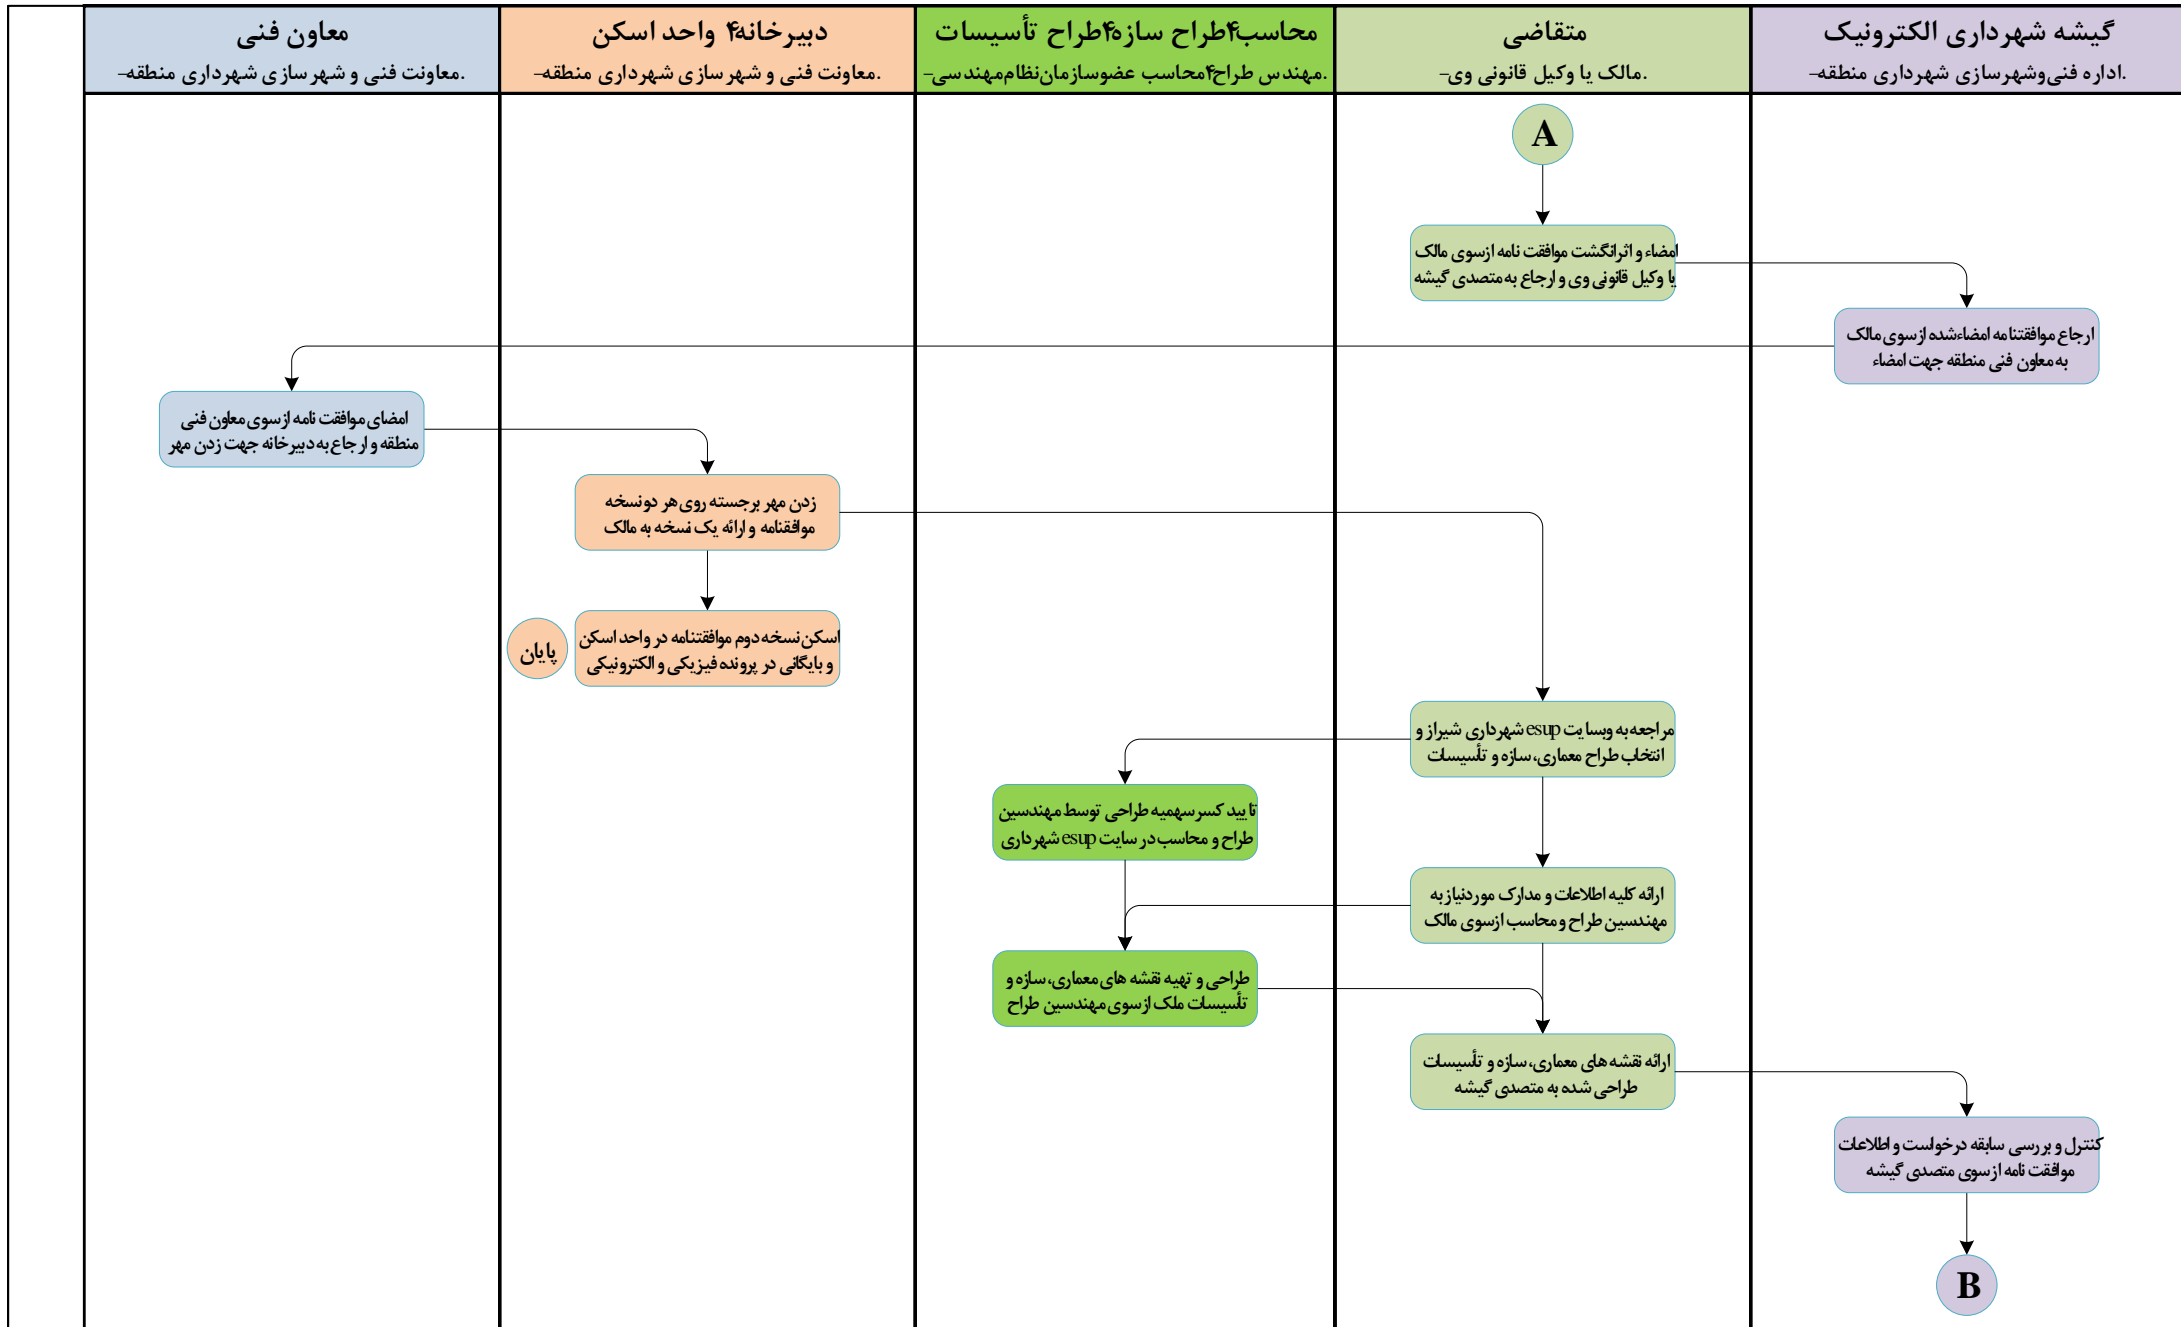 گیشه شهرداری الکترونیک
.اداره فنی‌وشهرسازی شهرداری منطقه-
متقاضی
.مالک یا وکیل قانونی وی-
محاسب۴طراح سازه۴طراح تأسیسات
.مهندس طراح۴محاسب عضوسازمان‌نظام‌مهندسی-
دبیرخانه۴ واحد اسکن
.معاونت فنی و شهرسازی شهرداری منطقه-
معاون فنی
.معاونت فنی و شهرسازی شهرداری منطقه-
A
امضاء و اثرانگشت موافقت نامه ازسوی مالک
یا وکیل قانونی وی و ارجاع به متصدی گیشه
ارجاع موافقتنامه امضاءشده ازسوی مالک
به معاون فنی منطقه جهت امضاء
امضای موافقت نامه ازسوی معاون فنی
منطقه و ارجاع به دبیرخانه جهت زدن مهر
زدن مهر برجسته روی هر دونسخه
موافقنامه و ارائه یک نسخه به مالک
اسکن نسخه دوم موافقتنامه در واحد اسکن
و بایگانی در پرونده فیزیکی و الکترونیکی
پایان
مراجعه به وبسایت esup شهرداری شیراز و
انتخاب طراح معماری، سازه و تأسیسات
تایید کسرسهمیه طراحی توسط مهندسین
طراح و محاسب در سایت esup شهرداری
ارائه کلیه اطلاعات و مدارک موردنیاز به
مهندسین طراح و محاسب ازسوی مالک
طراحی و تهیه نقشه های معماری، سازه و
تأسیسات ملک ازسوی مهندسین طراح
ارائه نقشه های معماری، سازه و تأسیسات
طراحی شده به متصدی گیشه
کنترل و بررسی سابقه درخواست و اطلاعات
موافقت نامه ازسوی متصدی گیشه
B